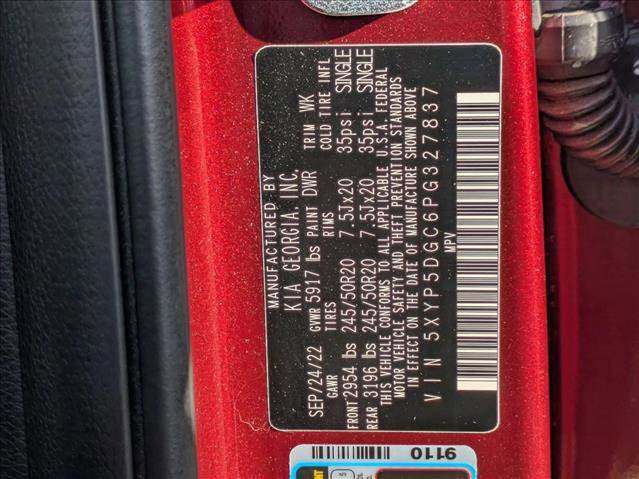 MANUFACTURED BY
KIA GEORGIA, INC.
SEP/24/22 GVWR 5917 lbs PAINT DWR TRIM WK
GAWR TIRES RIMS COLD TIRE INFL
FRONT 2954 lbs 245/50R20 7.5Jx20 35psi SINGLE
REAR 3196 lbs 245/50R20 7.5Jx20 35psi SINGLE
THIS VEHICLE CONFORMS TO ALL APPLICABLE U.S.A. FEDERAL
MOTOR VEHICLE SAFETY AND THEFT PREVENTION STANDARDS
IN EFFECT ON THE DATE OF MANUFACTURE SHOWN ABOVE
VIN 5XYP5DGC6PG327837
MPV
9110